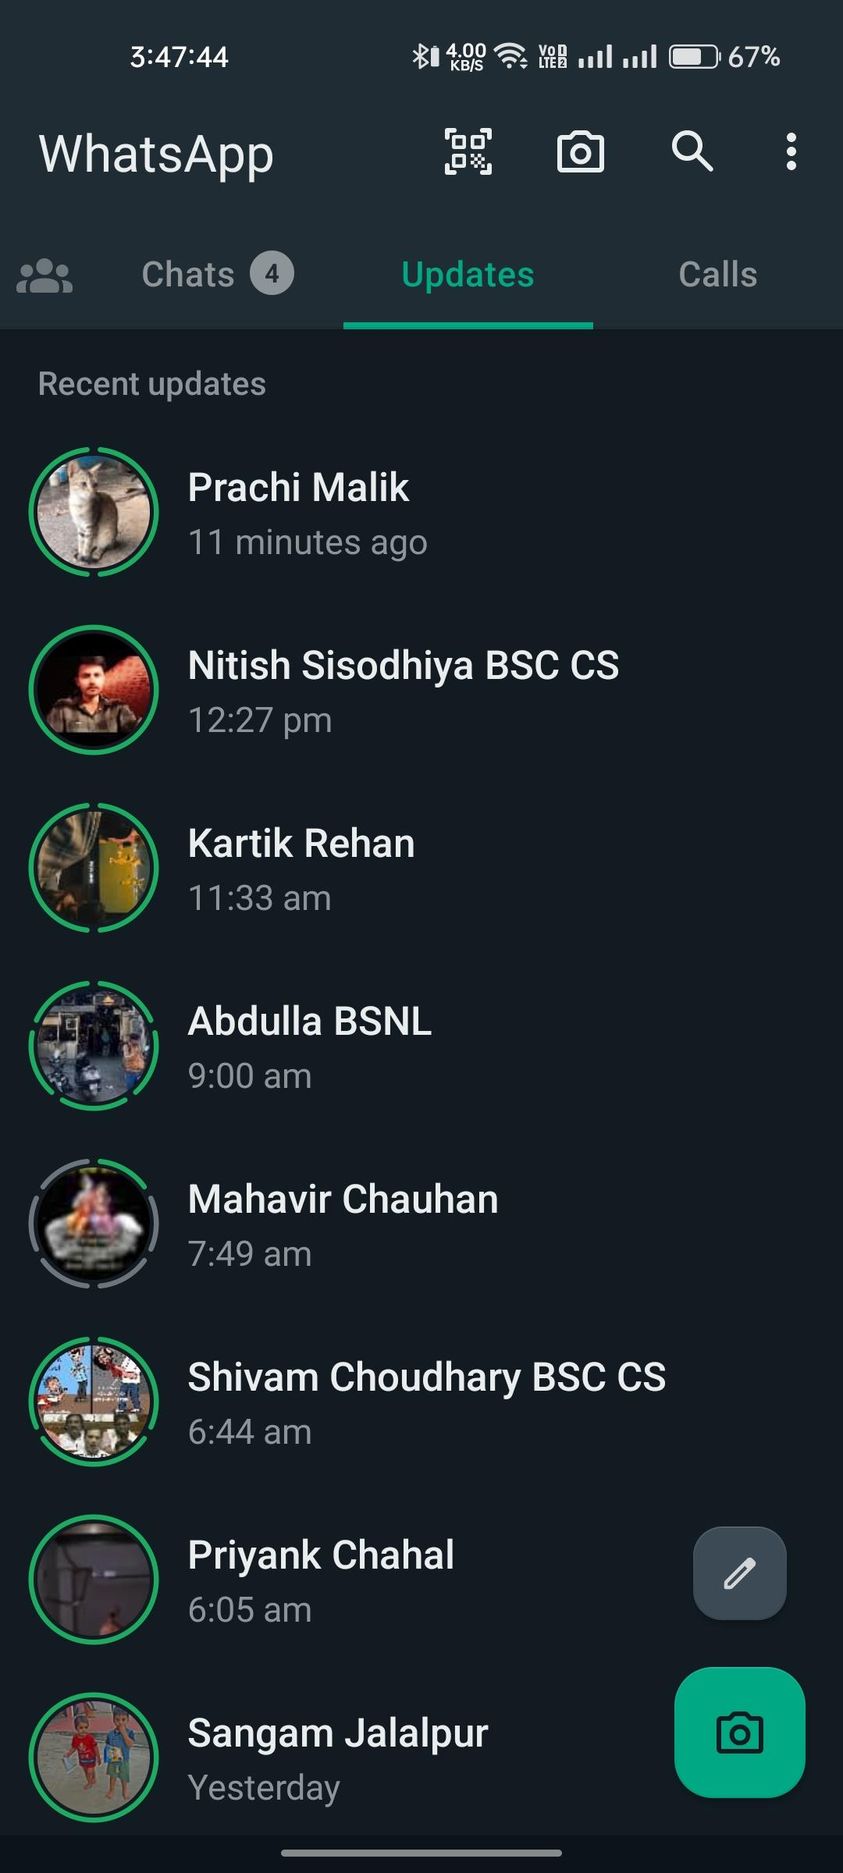 3:47:44 4.00 KB/S VoD LTE2 67%
WhatsApp
Chats 4 Updates Calls
Recent updates
Prachi Malik
11 minutes ago
Nitish Sisodhiya BSC CS
12:27 pm
Kartik Rehan
11:33 am
Abdulla BSNL
9:00 am
Mahavir Chauhan
7:49 am
Shivam Choudhary BSC CS
6:44 am
Priyank Chahal
6:05 am
Sangam Jalalpur
Yesterday